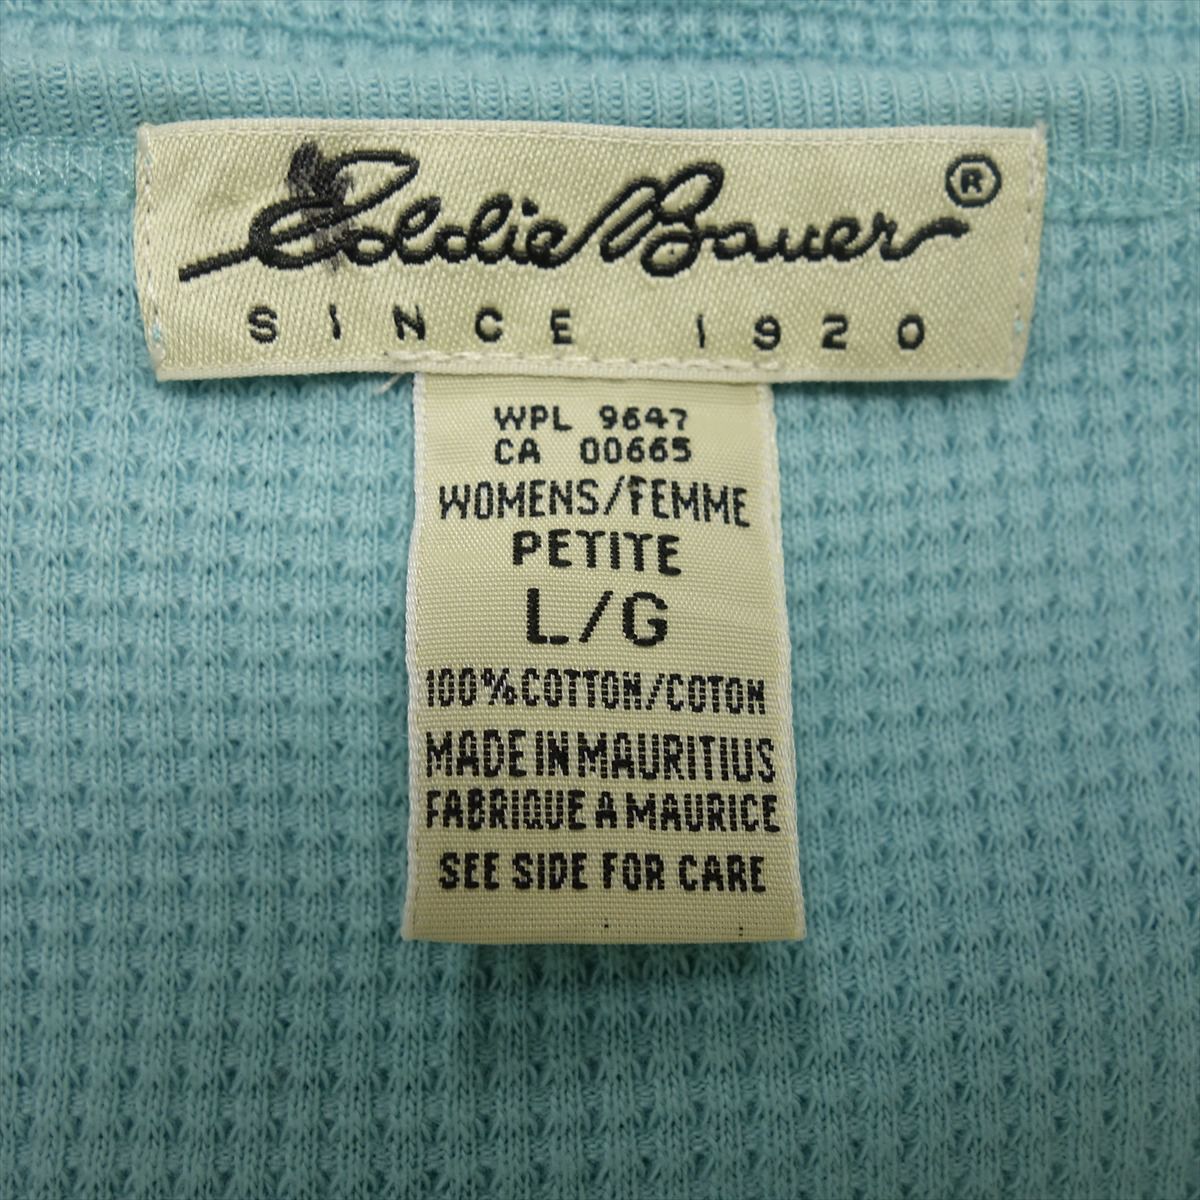 Eddie Bauer ®
SINCE 1920
WPL 9647
CA 00665
WOMENS/FEMME
PETITE
L/G
100% COTTON/COTON
MADE IN MAURITIUS
FABRIQUE A MAURICE
SEE SIDE FOR CARE